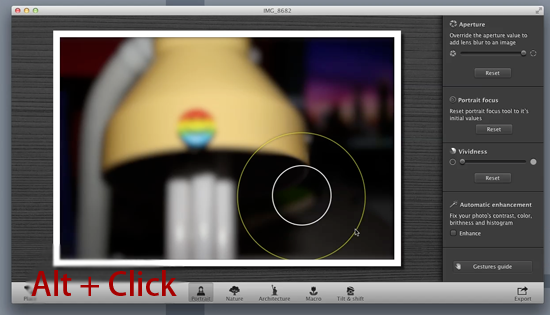 IMG_8682
Aperture
Override the aperture value to
add lens blur to an image
Reset
Portrait focus
Reset portrait focus tool to it's
initial values
Reset
Vividness
Reset
Automatic enhancement
Fix your photo's contrast, color,
brithness and histogram
Enhance
Gestures guide
Alt + Click
Portrait
Nature
Architecture
Macro
Tilt & shift
Export